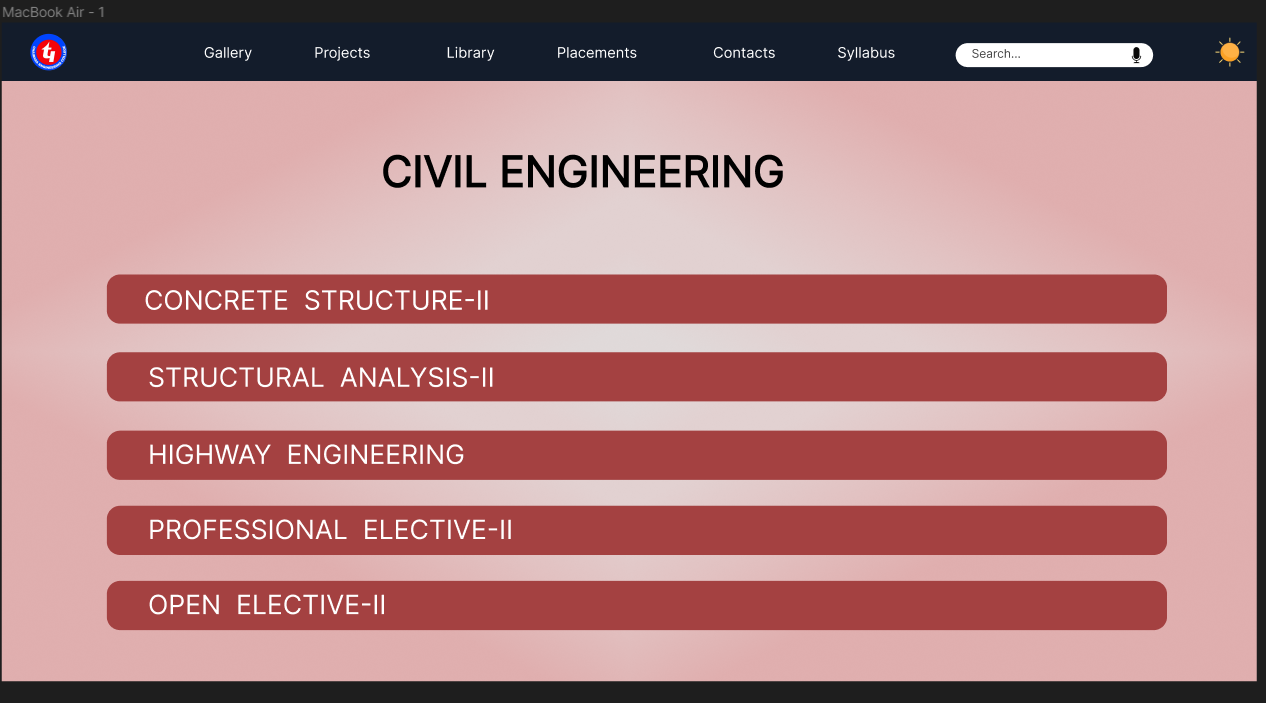 MacBook Air - 1
Gallery Projects Library Placements Contacts Syllabus Search...
CIVIL ENGINEERING
CONCRETE STRUCTURE-II
STRUCTURAL ANALYSIS-II
HIGHWAY ENGINEERING
PROFESSIONAL ELECTIVE-II
OPEN ELECTIVE-II